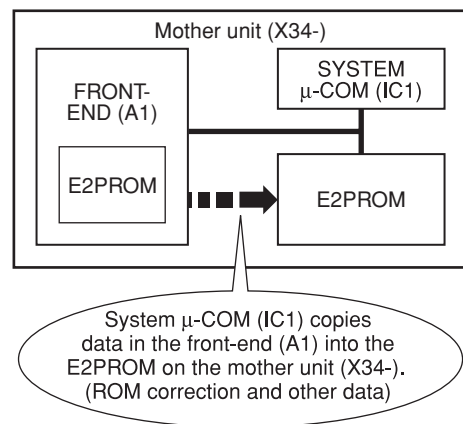 Mother unit (X34-)
FRONT-
END (A1)
E2PROM
SYSTEM
μ-COM (IC1)
E2PROM
System μ-COM (IC1) copies
data in the front-end (A1) into the
E2PROM on the mother unit (X34-).
(ROM correction and other data)